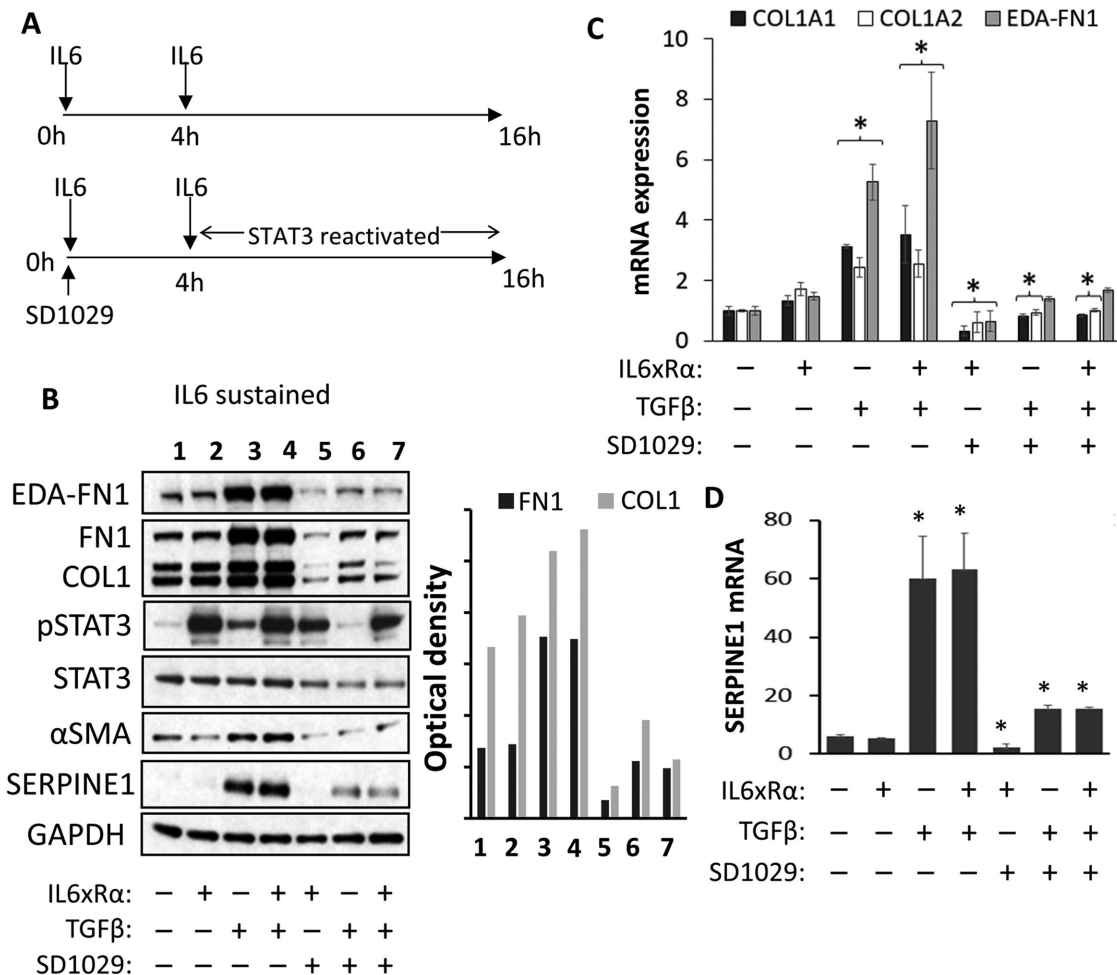 A
IL6 IL6
0h 4h 16h
IL6 IL6
STAT3 reactivated
0h 4h 16h
SD1029
B
IL6 sustained
1 2 3 4 5 6 7
EDA-FN1
FN1
COL1
pSTAT3
STAT3
αSMA
SERPINE1
GAPDH
IL6xRα: – + – + + – +
TGFβ: – – + + – + +
SD1029: – – – – + + +
FN1 COL1
Optical density
1 2 3 4 5 6 7
C
COL1A1 COL1A2 EDA-FN1
mRNA expression
10
8
6
4
2
0
* * * * *
IL6xRα: – + – + + – +
TGFβ: – – + + – + +
SD1029: – – – – + + +
D
SERPINE1 mRNA
80
60
40
20
0
* * * * *
IL6xRα: – + – + + – +
TGFβ: – – + + – + +
SD1029: – – – – + + +